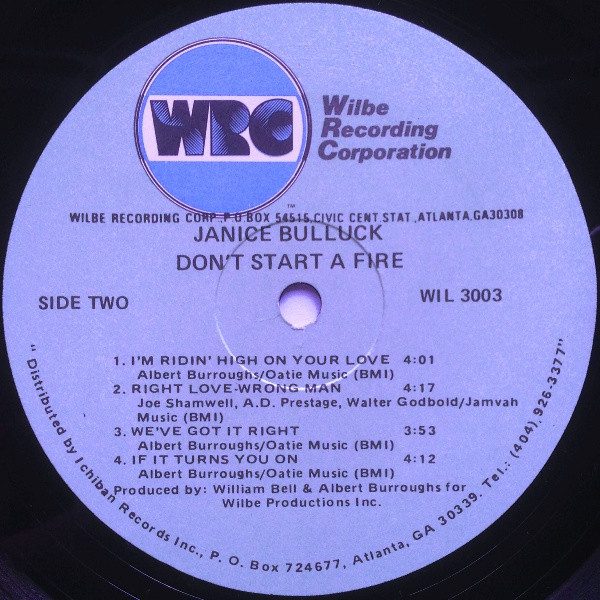 WRC
Wilbe
Recording
Corporation
™
WILBE RECORDING CORP.,P.O BOX 54515,CIVIC CENT.STAT.,ATLANTA,GA30308
JANICE BULLUCK
DON'T START A FIRE
SIDE TWO
WIL 3003
1. I'M RIDIN' HIGH ON YOUR LOVE 4:01
Albert Burroughs/Oatie Music (BMI)
2. RIGHT LOVE-WRONG MAN 4:17
Joe Shamwell, A.D. Prestage, Walter Godbold/Jamvah
Music (BMI)
3. WE'VE GOT IT RIGHT 3:53
Albert Burroughs/Oatie Music (BMI)
4. IF IT TURNS YOU ON 4:12
Albert Burroughs/Oatie Music (BMI)
Produced by: William Bell & Albert Burroughs for
Wilbe Productions Inc.
"Distributed by Ichiban Records Inc., P. O. Box 724677, Atlanta, GA 30339. Tel.: (404). 926-3377"